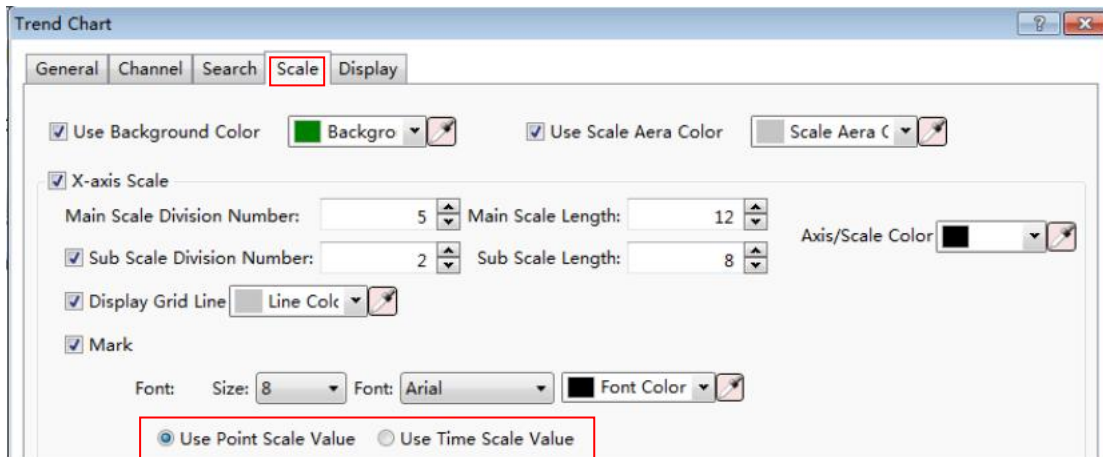 Trend Chart
General Channel Search Scale Display
Use Background Color Backgro Use Scale Aera Color Scale Aera C
X-axis Scale
Main Scale Division Number: 5 Main Scale Length: 12
Axis/Scale Color
Sub Scale Division Number: 2 Sub Scale Length: 8
Display Grid Line Line Colc
Mark
Font: Size: 8 Font: Arial Font Color
Use Point Scale Value Use Time Scale Value